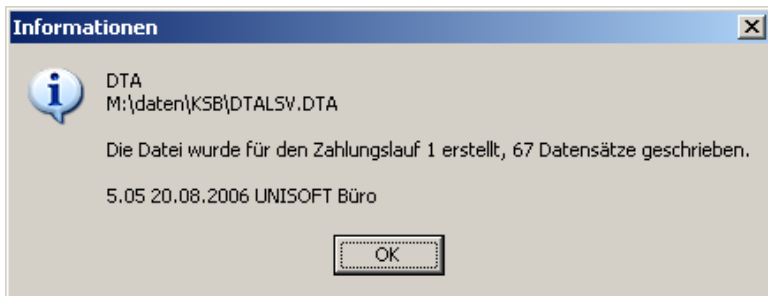 Informationen
DTA
M:\daten\KSB\DTALSV.DTA
Die Datei wurde für den Zahlungslauf 1 erstellt, 67 Datensätze geschrieben.
5.05 20.08.2006 UNISOFT Büro
OK